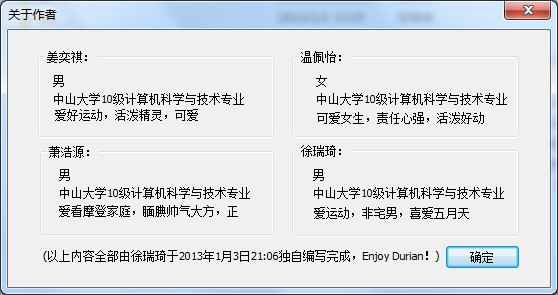 关于作者
姜奕祺：
男
中山大学10级计算机科学与技术专业
爱好运动，活泼精灵，可爱
温佩怡：
女
中山大学10级计算机科学与技术专业
可爱女生，责任心强，活泼好动
萧浩源：
男
中山大学10级计算机科学与技术专业
爱看摩登家庭，腼腆帅气大方，正
徐瑞琦：
男
中山大学10级计算机科学与技术专业
爱运动，非宅男，喜爱五月天
(以上内容全部由徐瑞琦于2013年1月3日21:06独自编写完成，Enjoy Durian！)
确定